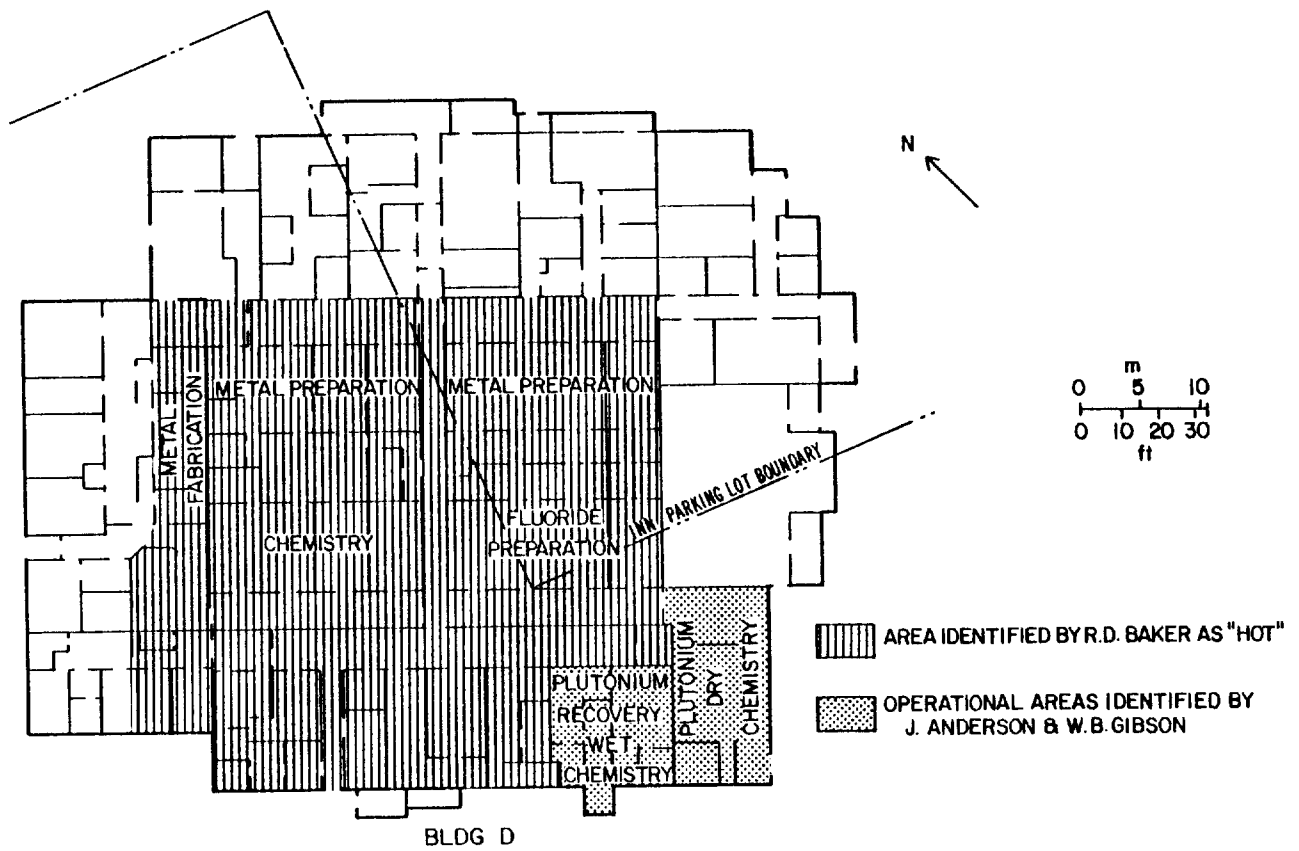 N
m
0 5 10
0 10 20 30
ft
METAL PREPARATION
METAL PREPARATION
METAL
FABRICATION
INN PARKING LOT BOUNDARY
FLUORIDE
PREPARATION
CHEMISTRY
PLUTONIUM
DRY
CHEMISTRY
AREA IDENTIFIED BY R.D. BAKER AS "HOT"
PLUTONIUM
RECOVERY
WET
CHEMISTRY
OPERATIONAL AREAS IDENTIFIED BY
J. ANDERSON & W.B. GIBSON
BLDG D